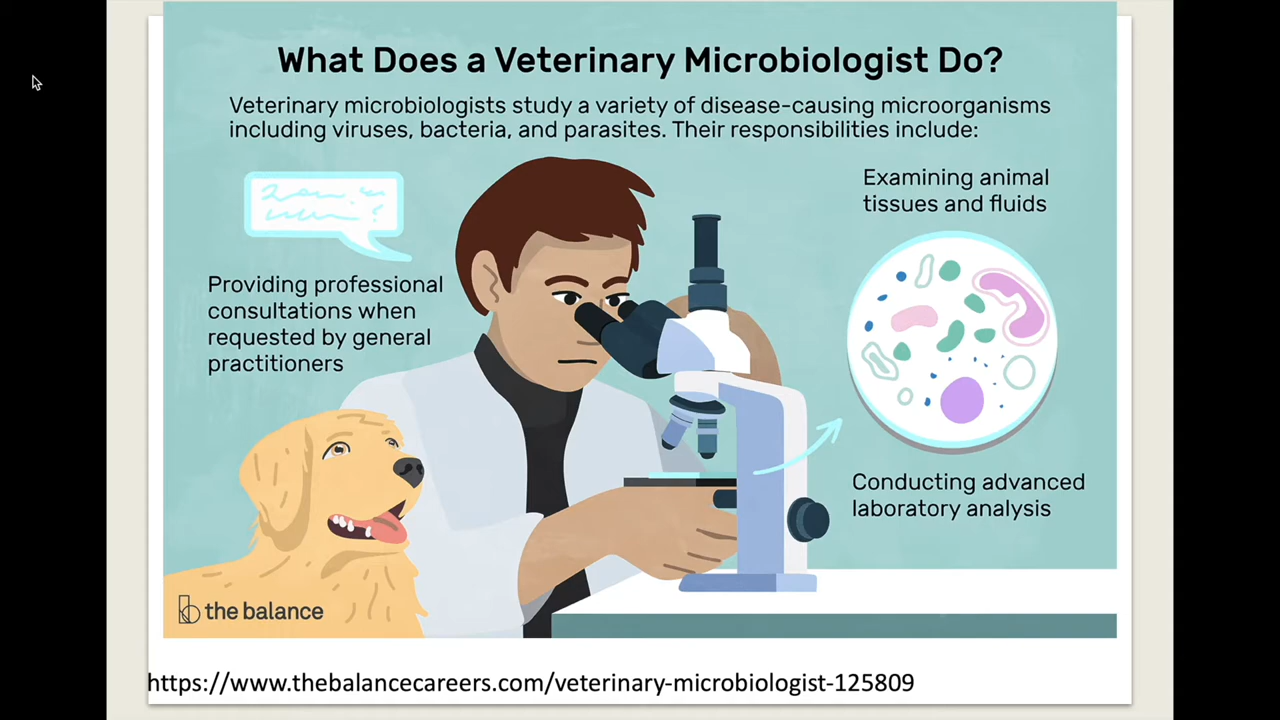 What Does a Veterinary Microbiologist Do?
Veterinary microbiologists study a variety of disease-causing microorganisms
including viruses, bacteria, and parasites. Their responsibilities include:
Providing professional
consultations when
requested by general
practitioners
Examining animal
tissues and fluids
Conducting advanced
laboratory analysis
the balance
https://www.thebalancecareers.com/veterinary-microbiologist-125809